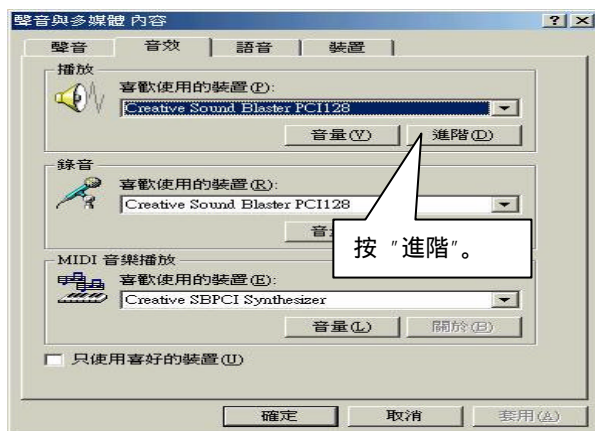 聲音與多媒體 內容
聲音 音效 語音 裝置
播放
喜歡使用的裝置(P):
Creative Sound Blaster PCI128
音量(V) 進階(D)
錄音
喜歡使用的裝置(R):
Creative Sound Blaster PCI128
音
按 "進階"。
MIDI 音樂播放
喜歡使用的裝置(E):
Creative SBPCI Synthesizer
音量(L) 關於(B)
只使用喜好的裝置(U)
確定 取消 套用(A)